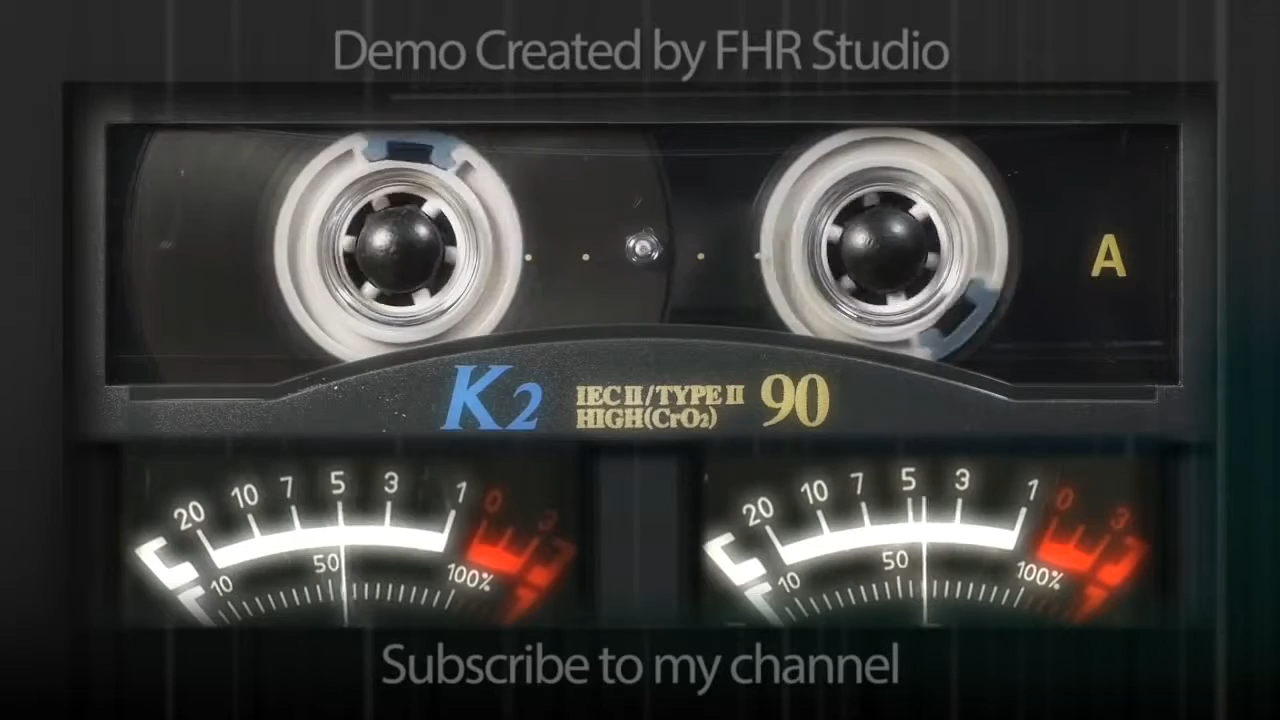 Demo Created by FHR Studio
A
K2
IEC II/TYPE II
HIGH(CrO2)
90
20 10 7 5 3 1 0 3
10 50 100%
20 10 7 5 3 1 0 3
10 50 100%
Subscribe to my channel